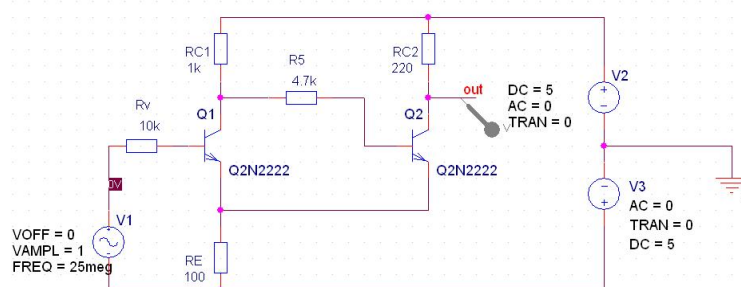 RC1
1k
R5
4.7k
RC2
220
out
DC = 5
AC = 0
TRAN = 0
V
V2
Rv
10k
Q1
Q2N2222
Q2
Q2N2222
0V
V1
VOFF = 0
VAMPL = 1
FREQ = 25meg
RE
100
V3
AC = 0
TRAN = 0
DC = 5